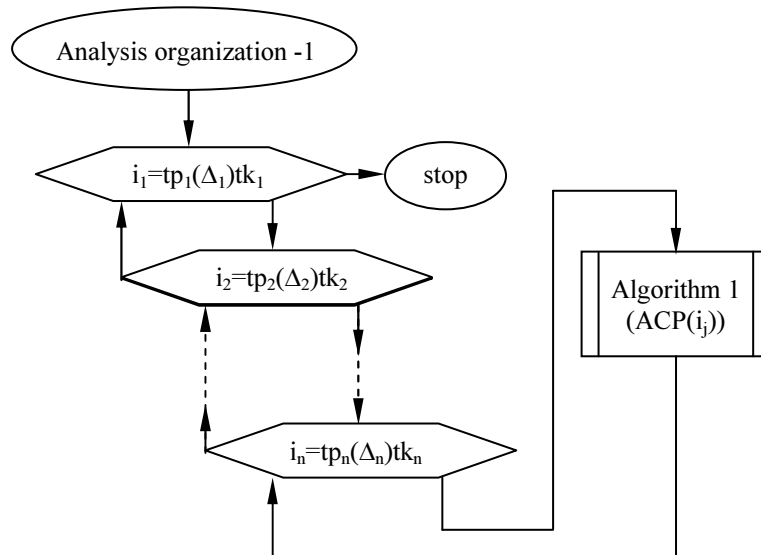 Analysis organization -1
i₁=tp₁(Δ₁)tk₁
stop
i₂=tp₂(Δ₂)tk₂
Algorithm 1
(ACP(iⱼ))
iₙ=tpₙ(Δₙ)tkₙ